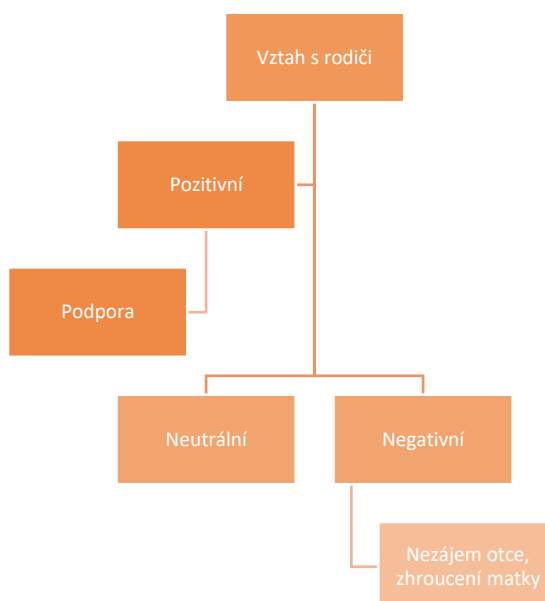 Vztah s rodiči
Pozitivní
Podpora
Neutrální
Negativní
Nezájem otce,
zhroucení matky